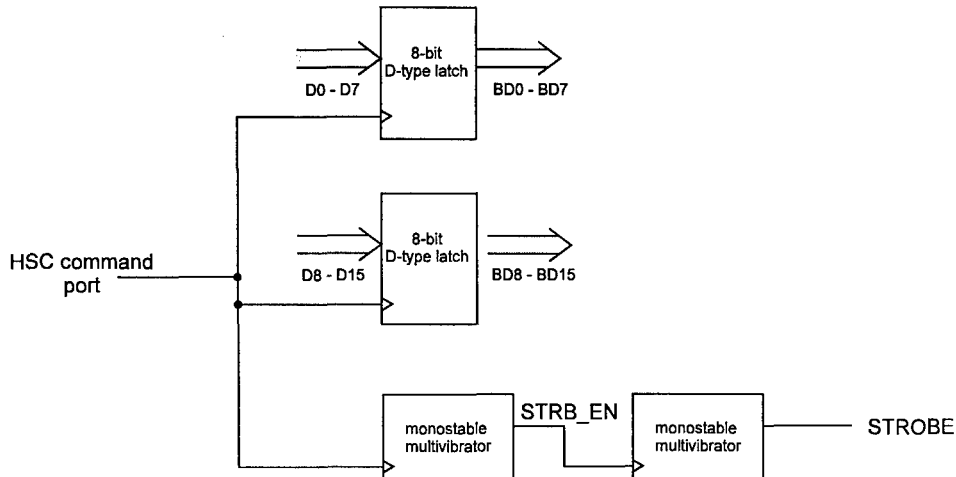 8-bit
D-type latch
D0 - D7
BD0 - BD7
8-bit
D-type latch
D8 - D15
BD8 - BD15
HSC command
port
monostable
multivibrator
STRB_EN
monostable
multivibrator
STROBE